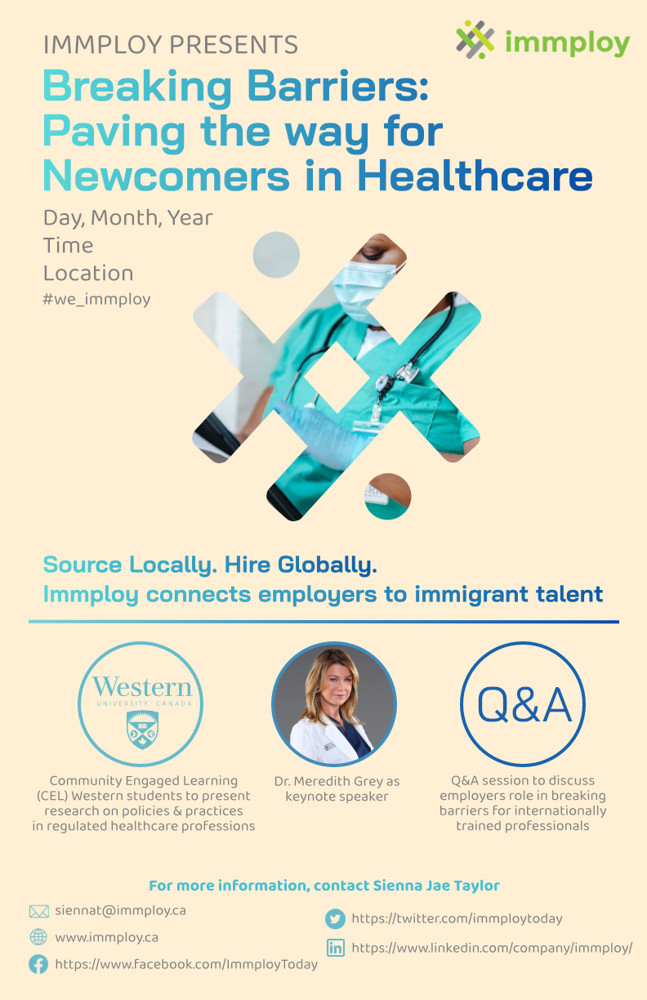 IMMPLOY PRESENTS
immploy
Breaking Barriers:
Paving the way for
Newcomers in Healthcare
Day, Month, Year
Time
Location
#we_immploy
Source Locally. Hire Globally.
Immploy connects employers to immigrant talent
Western
UNIVERSITY · CANADA
Community Engaged Learning
(CEL) Western students to present
research on policies & practices
in regulated healthcare professions
Dr. Meredith Grey as
keynote speaker
Q&A
Q&A session to discuss
employers role in breaking
barriers for internationally
trained professionals
For more information, contact Sienna Jae Taylor
siennat@immploy.ca
www.immploy.ca
https://www.facebook.com/ImmployToday
https://twitter.com/immploytoday
in
https://www.linkedin.com/company/immploy/